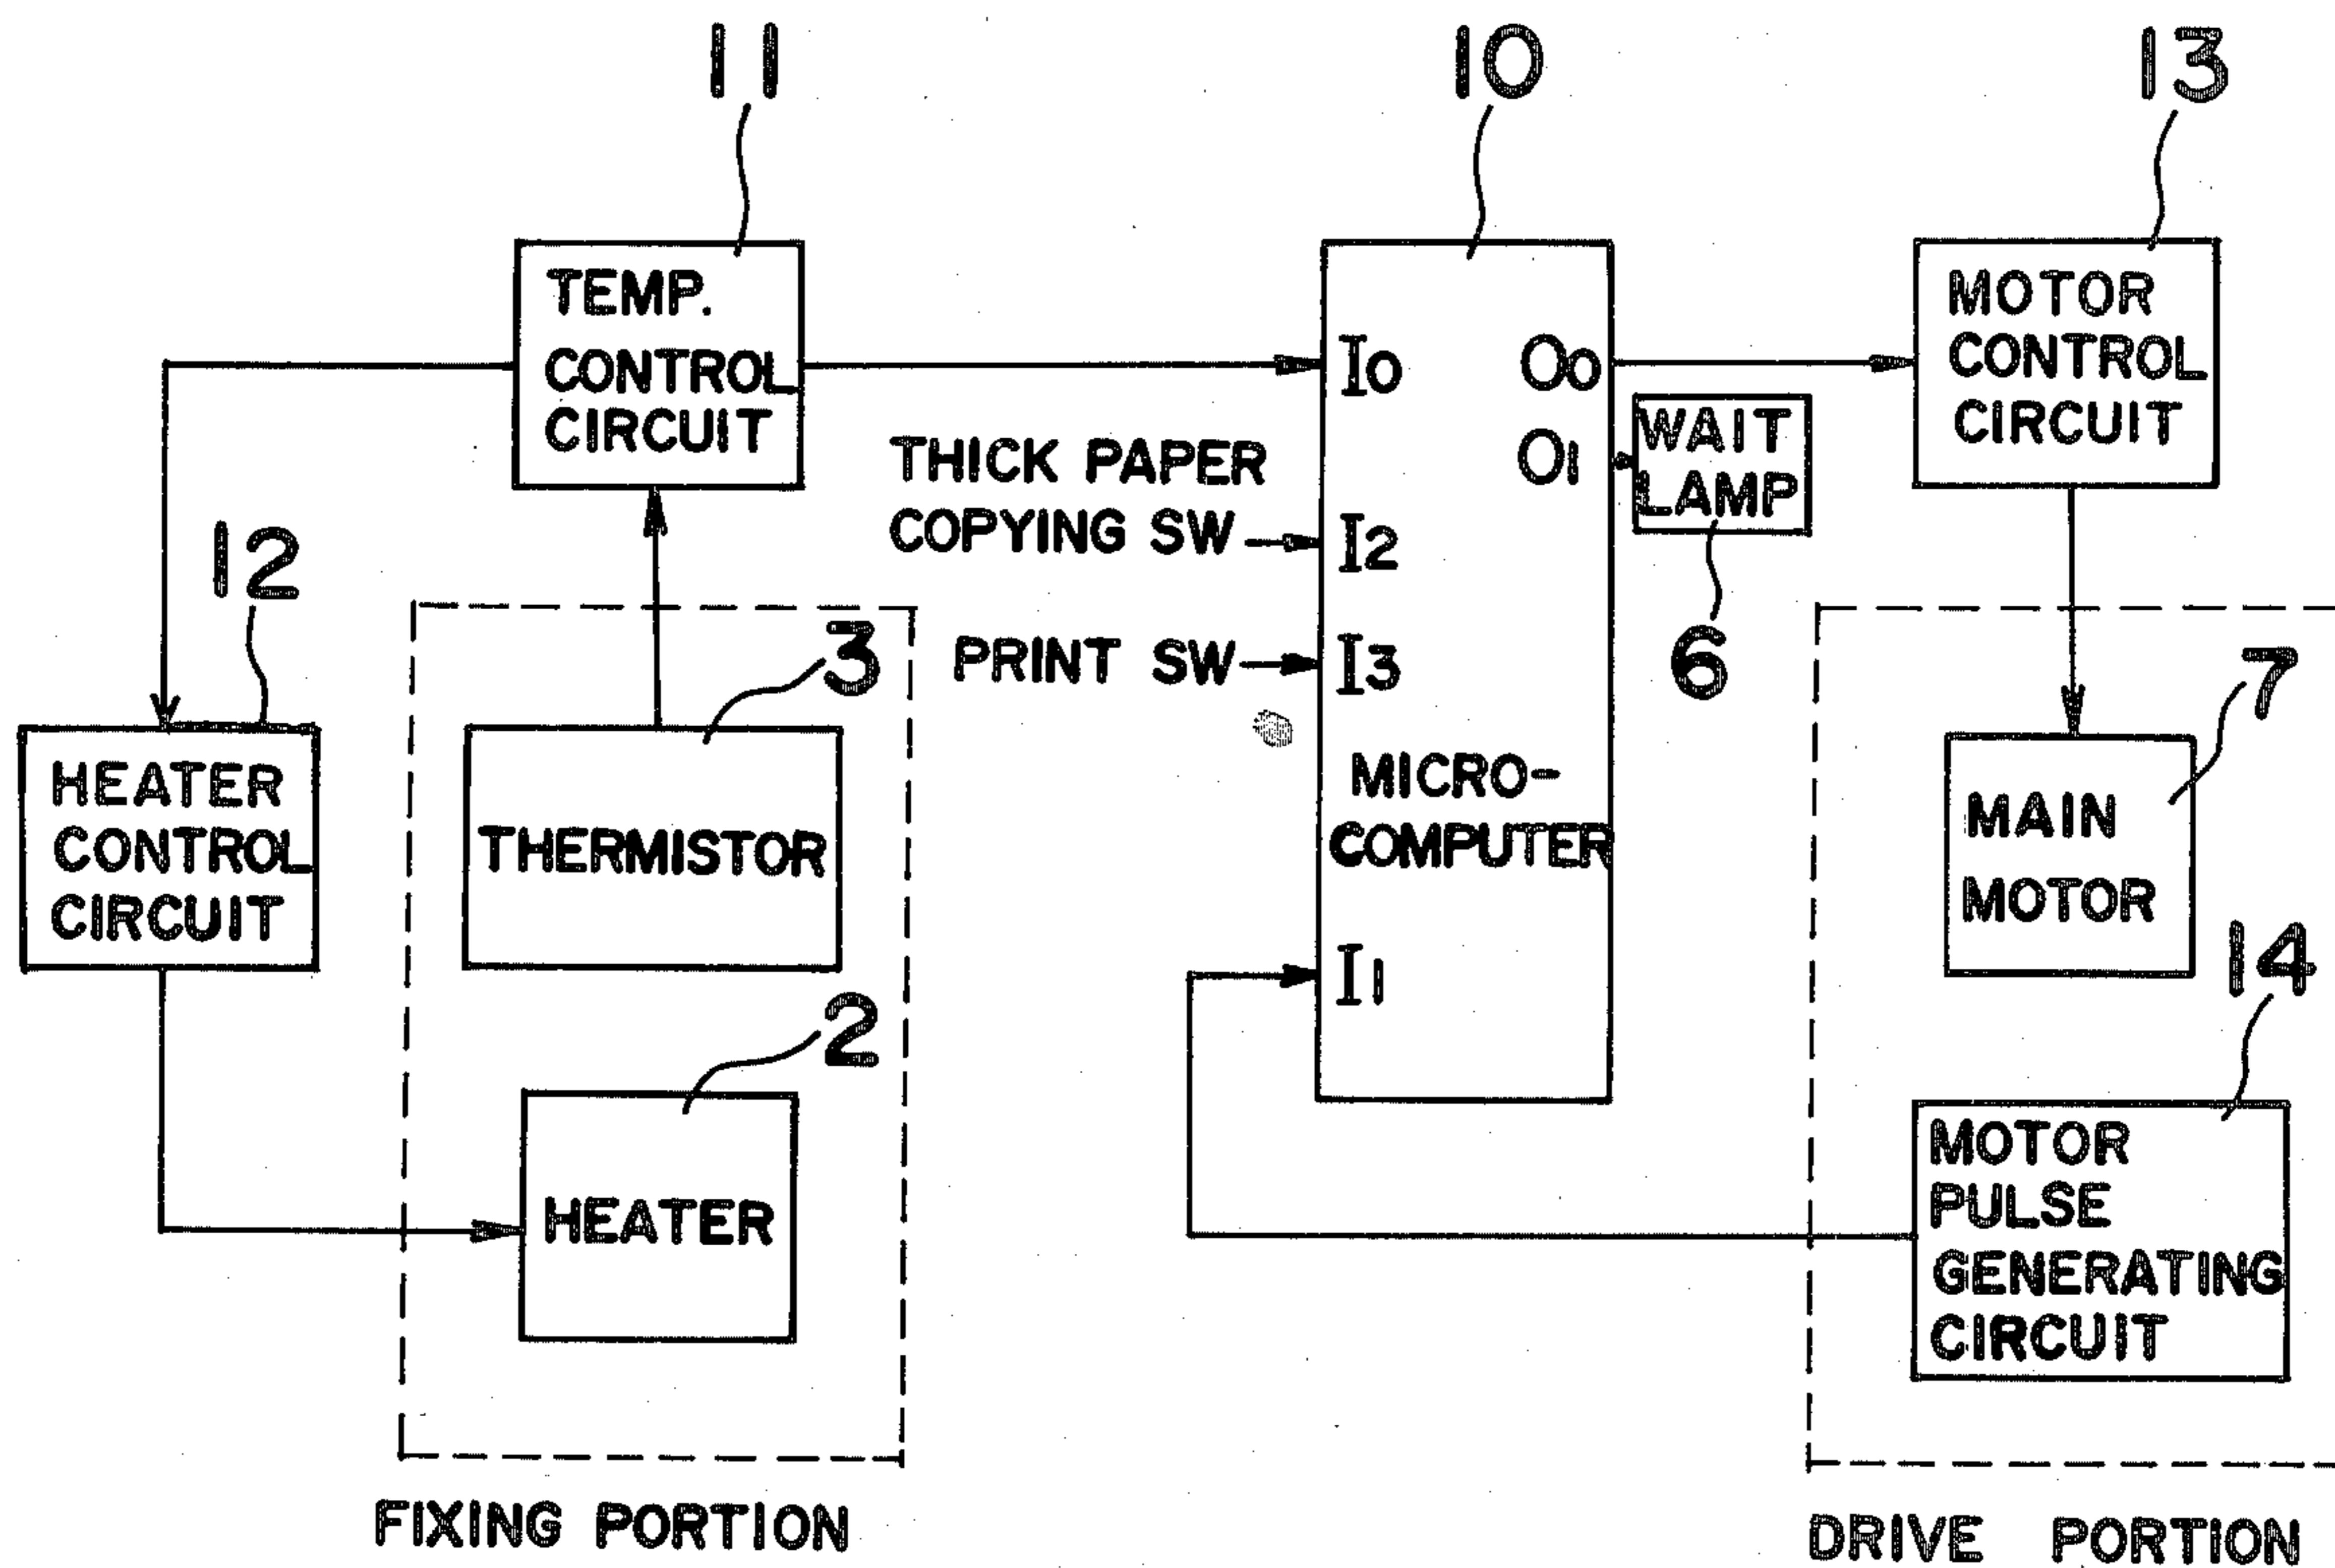 11
10
13
TEMP.
CONTROL
CIRCUIT
I0
O0
MOTOR
CONTROL
CIRCUIT
THICK PAPER
COPYING SW
O1
WAIT
LAMP
I2
12
PRINT SW
I3
6
3
7
HEATER
CONTROL
CIRCUIT
THERMISTOR
MICRO-
COMPUTER
MAIN
MOTOR
I1
14
2
HEATER
MOTOR
PULSE
GENERATING
CIRCUIT
FIXING PORTION
DRIVE PORTION